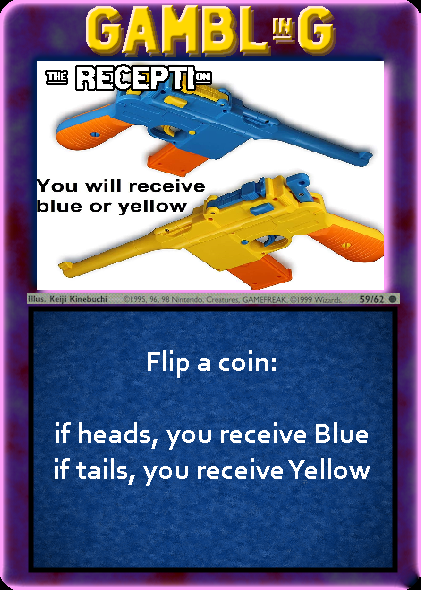 GAMBLING
THE RECEPTION
You will receive
blue or yellow
Illus. Keiji Kinebuchi ©1995, 96, 98 Nintendo, Creatures, GAMEFREAK. ©1999 Wizards. 59/62 ●
Flip a coin:
if heads, you receive Blue
if tails, you receive Yellow